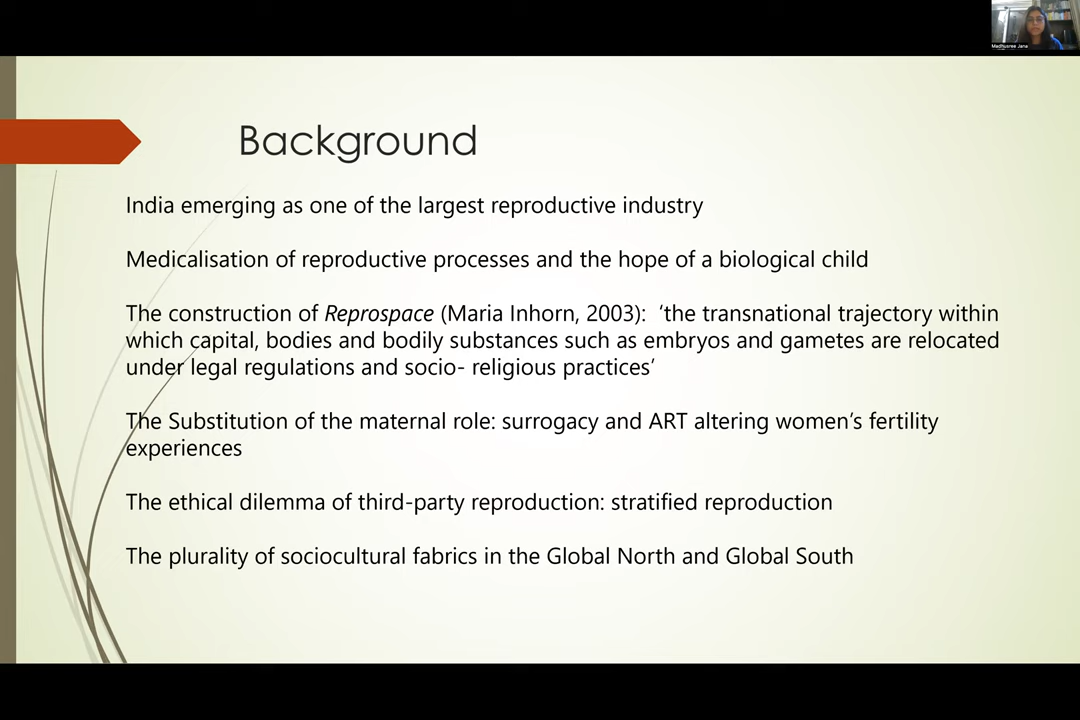 Madhusree Jana
Background
India emerging as one of the largest reproductive industry
Medicalisation of reproductive processes and the hope of a biological child
The construction of Reprospace (Maria Inhorn, 2003):  ‘the transnational trajectory within
which capital, bodies and bodily substances such as embryos and gametes are relocated
under legal regulations and socio- religious practices’
The Substitution of the maternal role: surrogacy and ART altering women’s fertility
experiences
The ethical dilemma of third-party reproduction: stratified reproduction
The plurality of sociocultural fabrics in the Global North and Global South